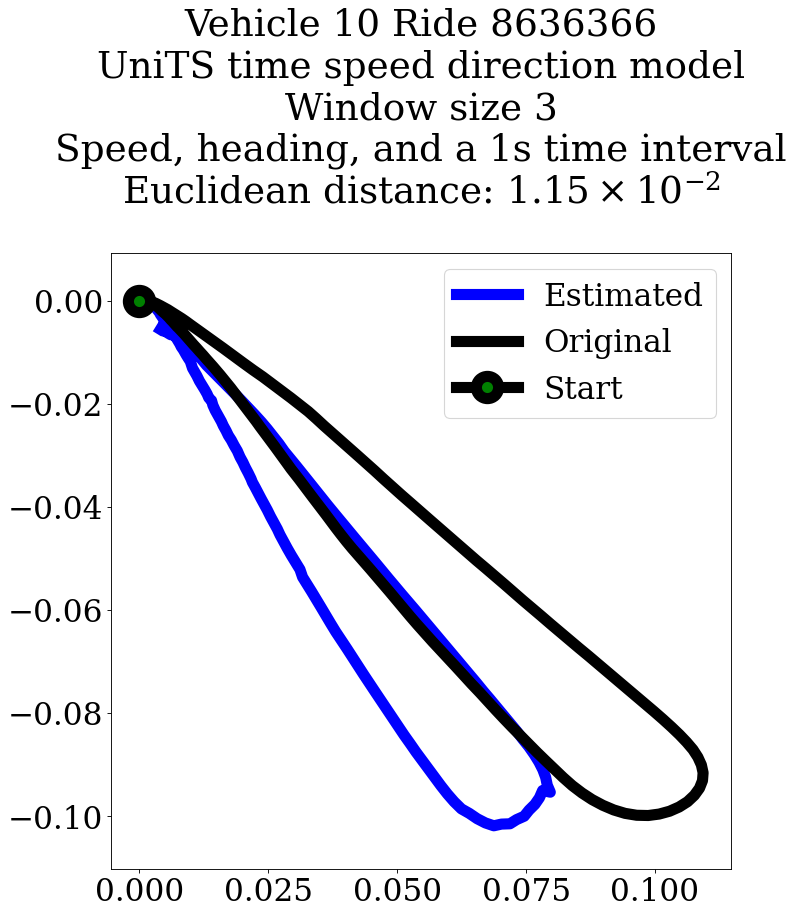 Vehicle 10 Ride 8636366
UniTS time speed direction model
Window size 3
Speed, heading, and a 1s time interval
Euclidean distance: 1.15 × 10⁻²
Estimated
Original
Start
0.00
−0.02
−0.04
−0.06
−0.08
−0.10
0.000 0.025 0.050 0.075 0.100